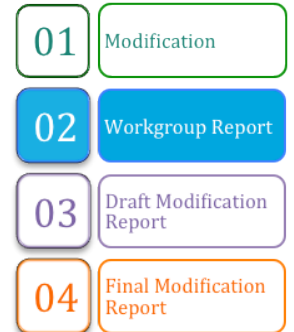 01 Modification
02 Workgroup Report
03 Draft Modification
Report
04 Final Modification
Report